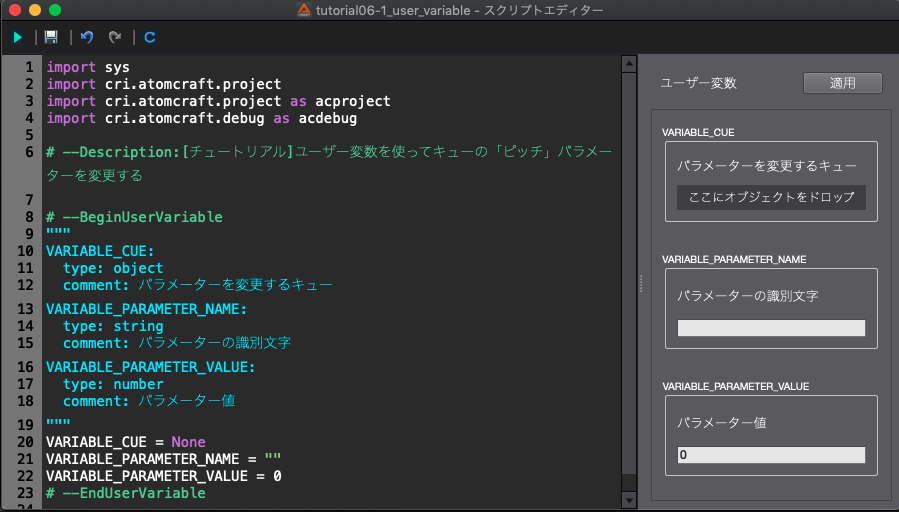 tutorial06-1_user_variable - スクリプトエディター
1 import sys
2 import cri.atomcraft.project
3 import cri.atomcraft.project as acproject
4 import cri.atomcraft.debug as acdebug
5
6 # --Description:[チュートリアル]ユーザー変数を使ってキューの「ピッチ」パラメー
ターを変更する
7
8 # --BeginUserVariable
9 """
10 VARIABLE_CUE:
11 type: object
12 comment: パラメーターを変更するキュー
13 VARIABLE_PARAMETER_NAME:
14 type: string
15 comment: パラメーターの識別文字
16 VARIABLE_PARAMETER_VALUE:
17 type: number
18 comment: パラメーター値
19 """
20 VARIABLE_CUE = None
21 VARIABLE_PARAMETER_NAME = ""
22 VARIABLE_PARAMETER_VALUE = 0
23 # --EndUserVariable
ユーザー変数 適用
VARIABLE_CUE
パラメーターを変更するキュー
ここにオブジェクトをドロップ
VARIABLE_PARAMETER_NAME
パラメーターの識別文字
VARIABLE_PARAMETER_VALUE
パラメーター値
0